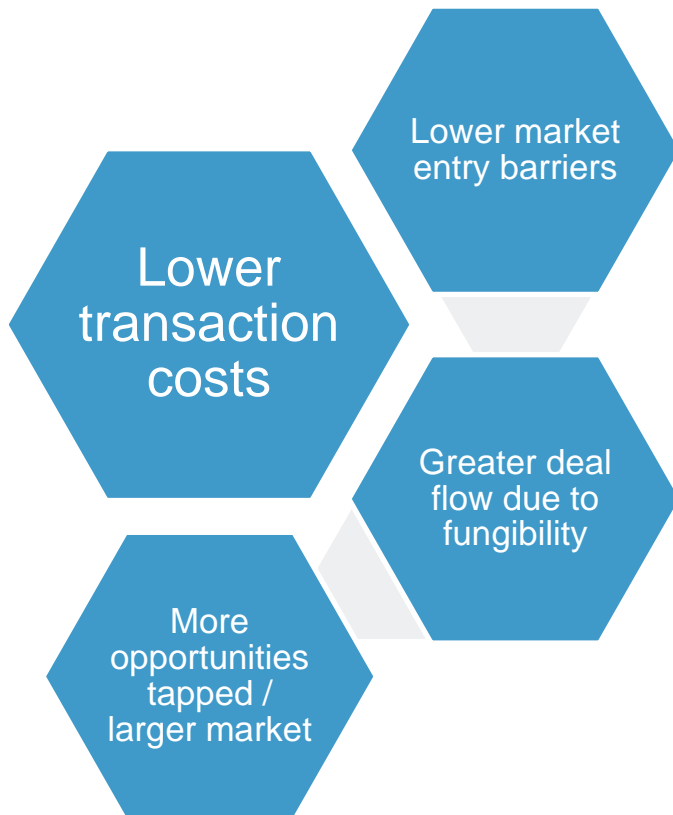 Lower
transaction
costs
Lower market
entry barriers
Greater deal
flow due to
fungibility
More
opportunities
tapped /
larger market